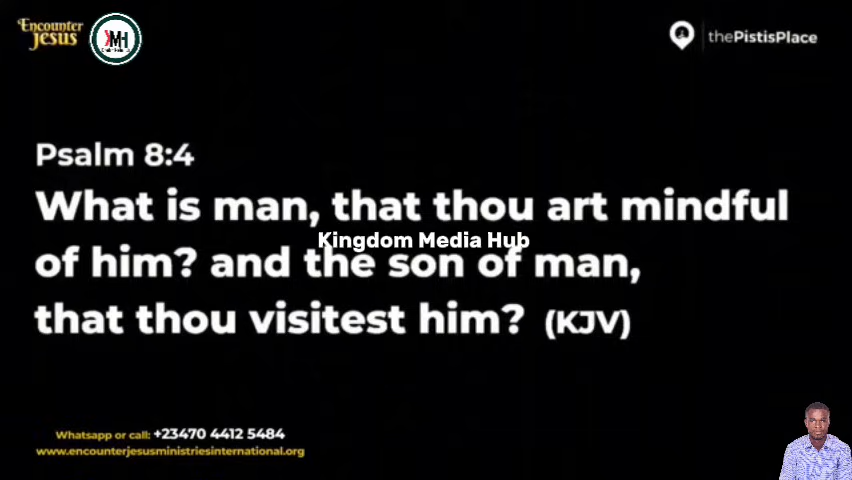 Encounter
Jesus
KMH
thePistisPlace
Psalm 8:4
What is man, that thou art mindful
Kingdom Media Hub
of him? and the son of man,
that thou visitest him? (KJV)
Whatsapp or call: +23470 4412 5484
www.encounterjesusministriesinternational.org